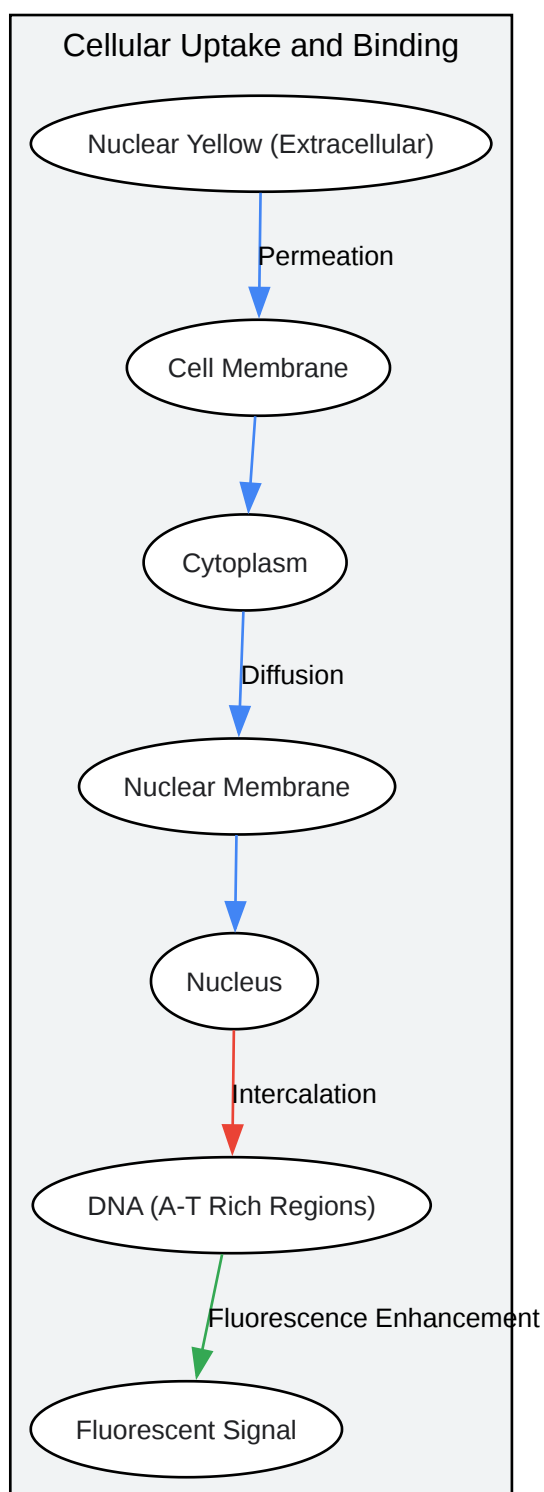 Cellular Uptake and Binding
Nuclear Yellow (Extracellular)
Permeation
Cell Membrane
Cytoplasm
Diffusion
Nuclear Membrane
Nucleus
Intercalation
DNA (A-T Rich Regions)
Fluorescence Enhancement
Fluorescent Signal